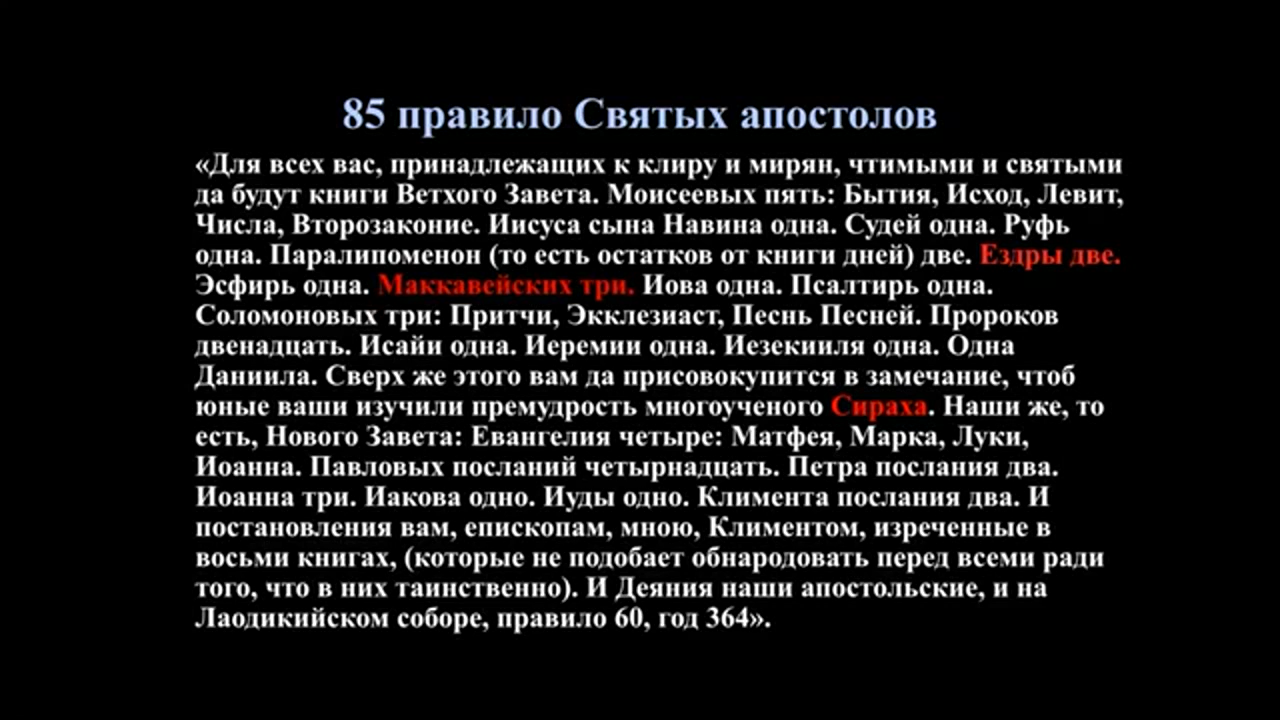 85 правило Святых апостолов
«Для всех вас, принадлежащих к клиру и мирян, чтимыми и святыми
да будут книги Ветхого Завета. Моисеевых пять: Бытия, Исход, Левит,
Числа, Второзаконие. Иисуса сына Навина одна. Судей одна. Руфь
одна. Паралипоменон (то есть остатков от книги дней) две. Ездры две.
Эсфирь одна. Маккавейских три. Иова одна. Псалтирь одна.
Соломоновых три: Притчи, Экклезиаст, Песнь Песней. Пророков
двенадцать. Исайи одна. Иеремии одна. Иезекииля одна. Одна
Даниила. Сверх же этого вам да присовокупится в замечание, чтоб
юные ваши изучили премудрость многоученого Сираха. Наши же, то
есть, Нового Завета: Евангелия четыре: Матфея, Марка, Луки,
Иоанна. Павловых посланий четырнадцать. Петра послания два.
Иоанна три. Иакова одно. Иуды одно. Климента послания два. И
постановления вам, епископам, мною, Климентом, изреченные в
восьми книгах, (которые не подобает обнародовать перед всеми ради
того, что в них таинственно). И Деяния наши апостольские, и на
Лаодикийском соборе, правило 60, год 364».